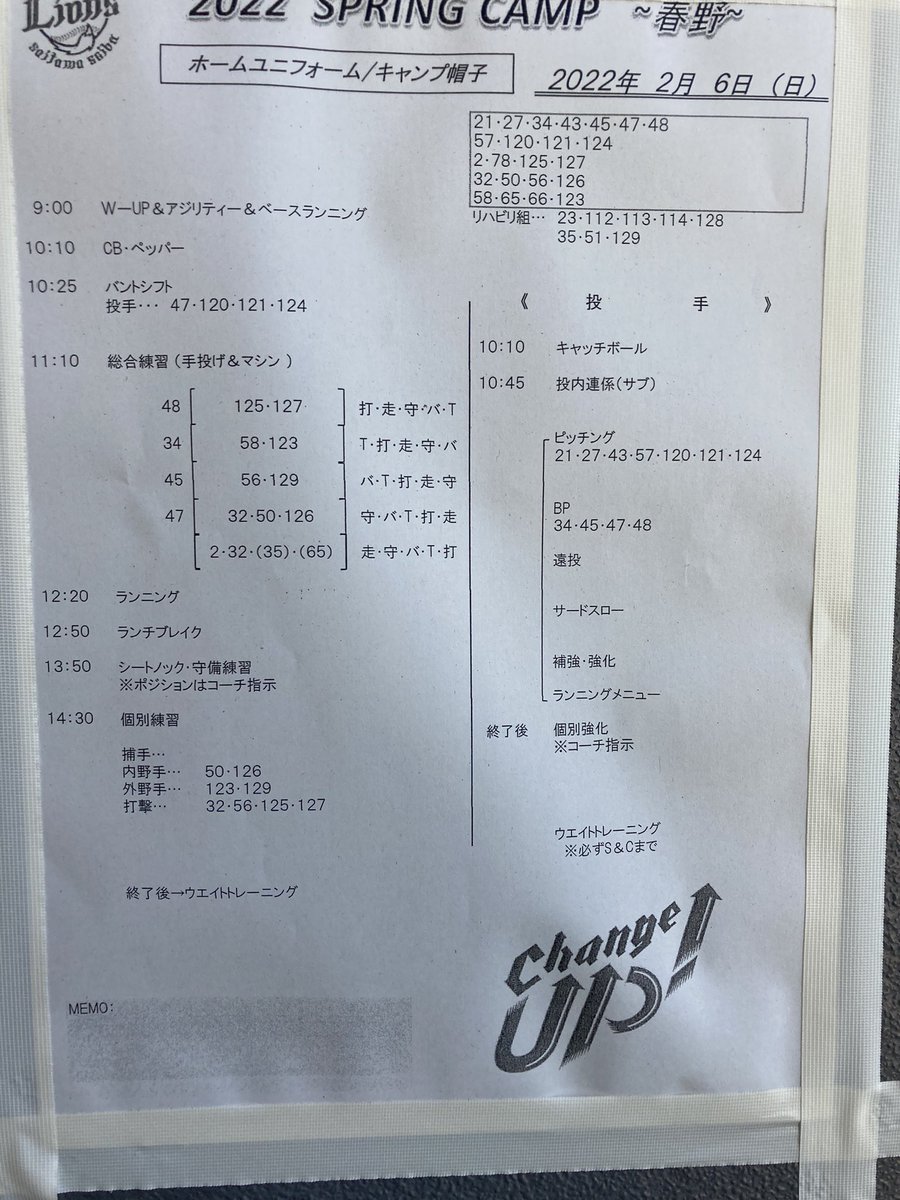 Lions
saitama seibu
2022 SPRING CAMP ~春野~
ホームユニフォーム/キャンプ帽子
2022年 2月 6日 (日)
21・27・34・43・45・47・48
57・120・121・124
2・78・125・127
32・50・56・126
58・65・66・123
リハビリ組… 23・112・113・114・128
35・51・129
9:00 W－UP＆アジリティー＆ベースランニング
10:10 CB・ペッパー
10:25 バントシフト
投手… 47・120・121・124
11:10 総合練習（手投げ＆マシン ）
48 125・127 打・走・守・バ・T
34 58・123 T・打・走・守・バ
45 56・129 バ・T・打・走・守
47 32・50・126 守・バ・T・打・走
2・32・(35)・(65) 走・守・バ・T・打
12:20 ランニング
12:50 ランチブレイク
13:50 シートノック・守備練習
※ポジションはコーチ指示
14:30 個別練習
捕手…
内野手… 50・126
外野手… 123・129
打撃… 32・56・125・127
終了後→ウエイトトレーニング
MEMO:
《 投 手 》
10:10 キャッチボール
10:45 投内連係（サブ）
ピッチング
21・27・43・57・120・121・124
BP
34・45・47・48
遠投
サードスロー
補強・強化
ランニングメニュー
終了後 個別強化
※コーチ指示
ウエイトトレーニング
※必ずS＆Cまで
Change
UP!